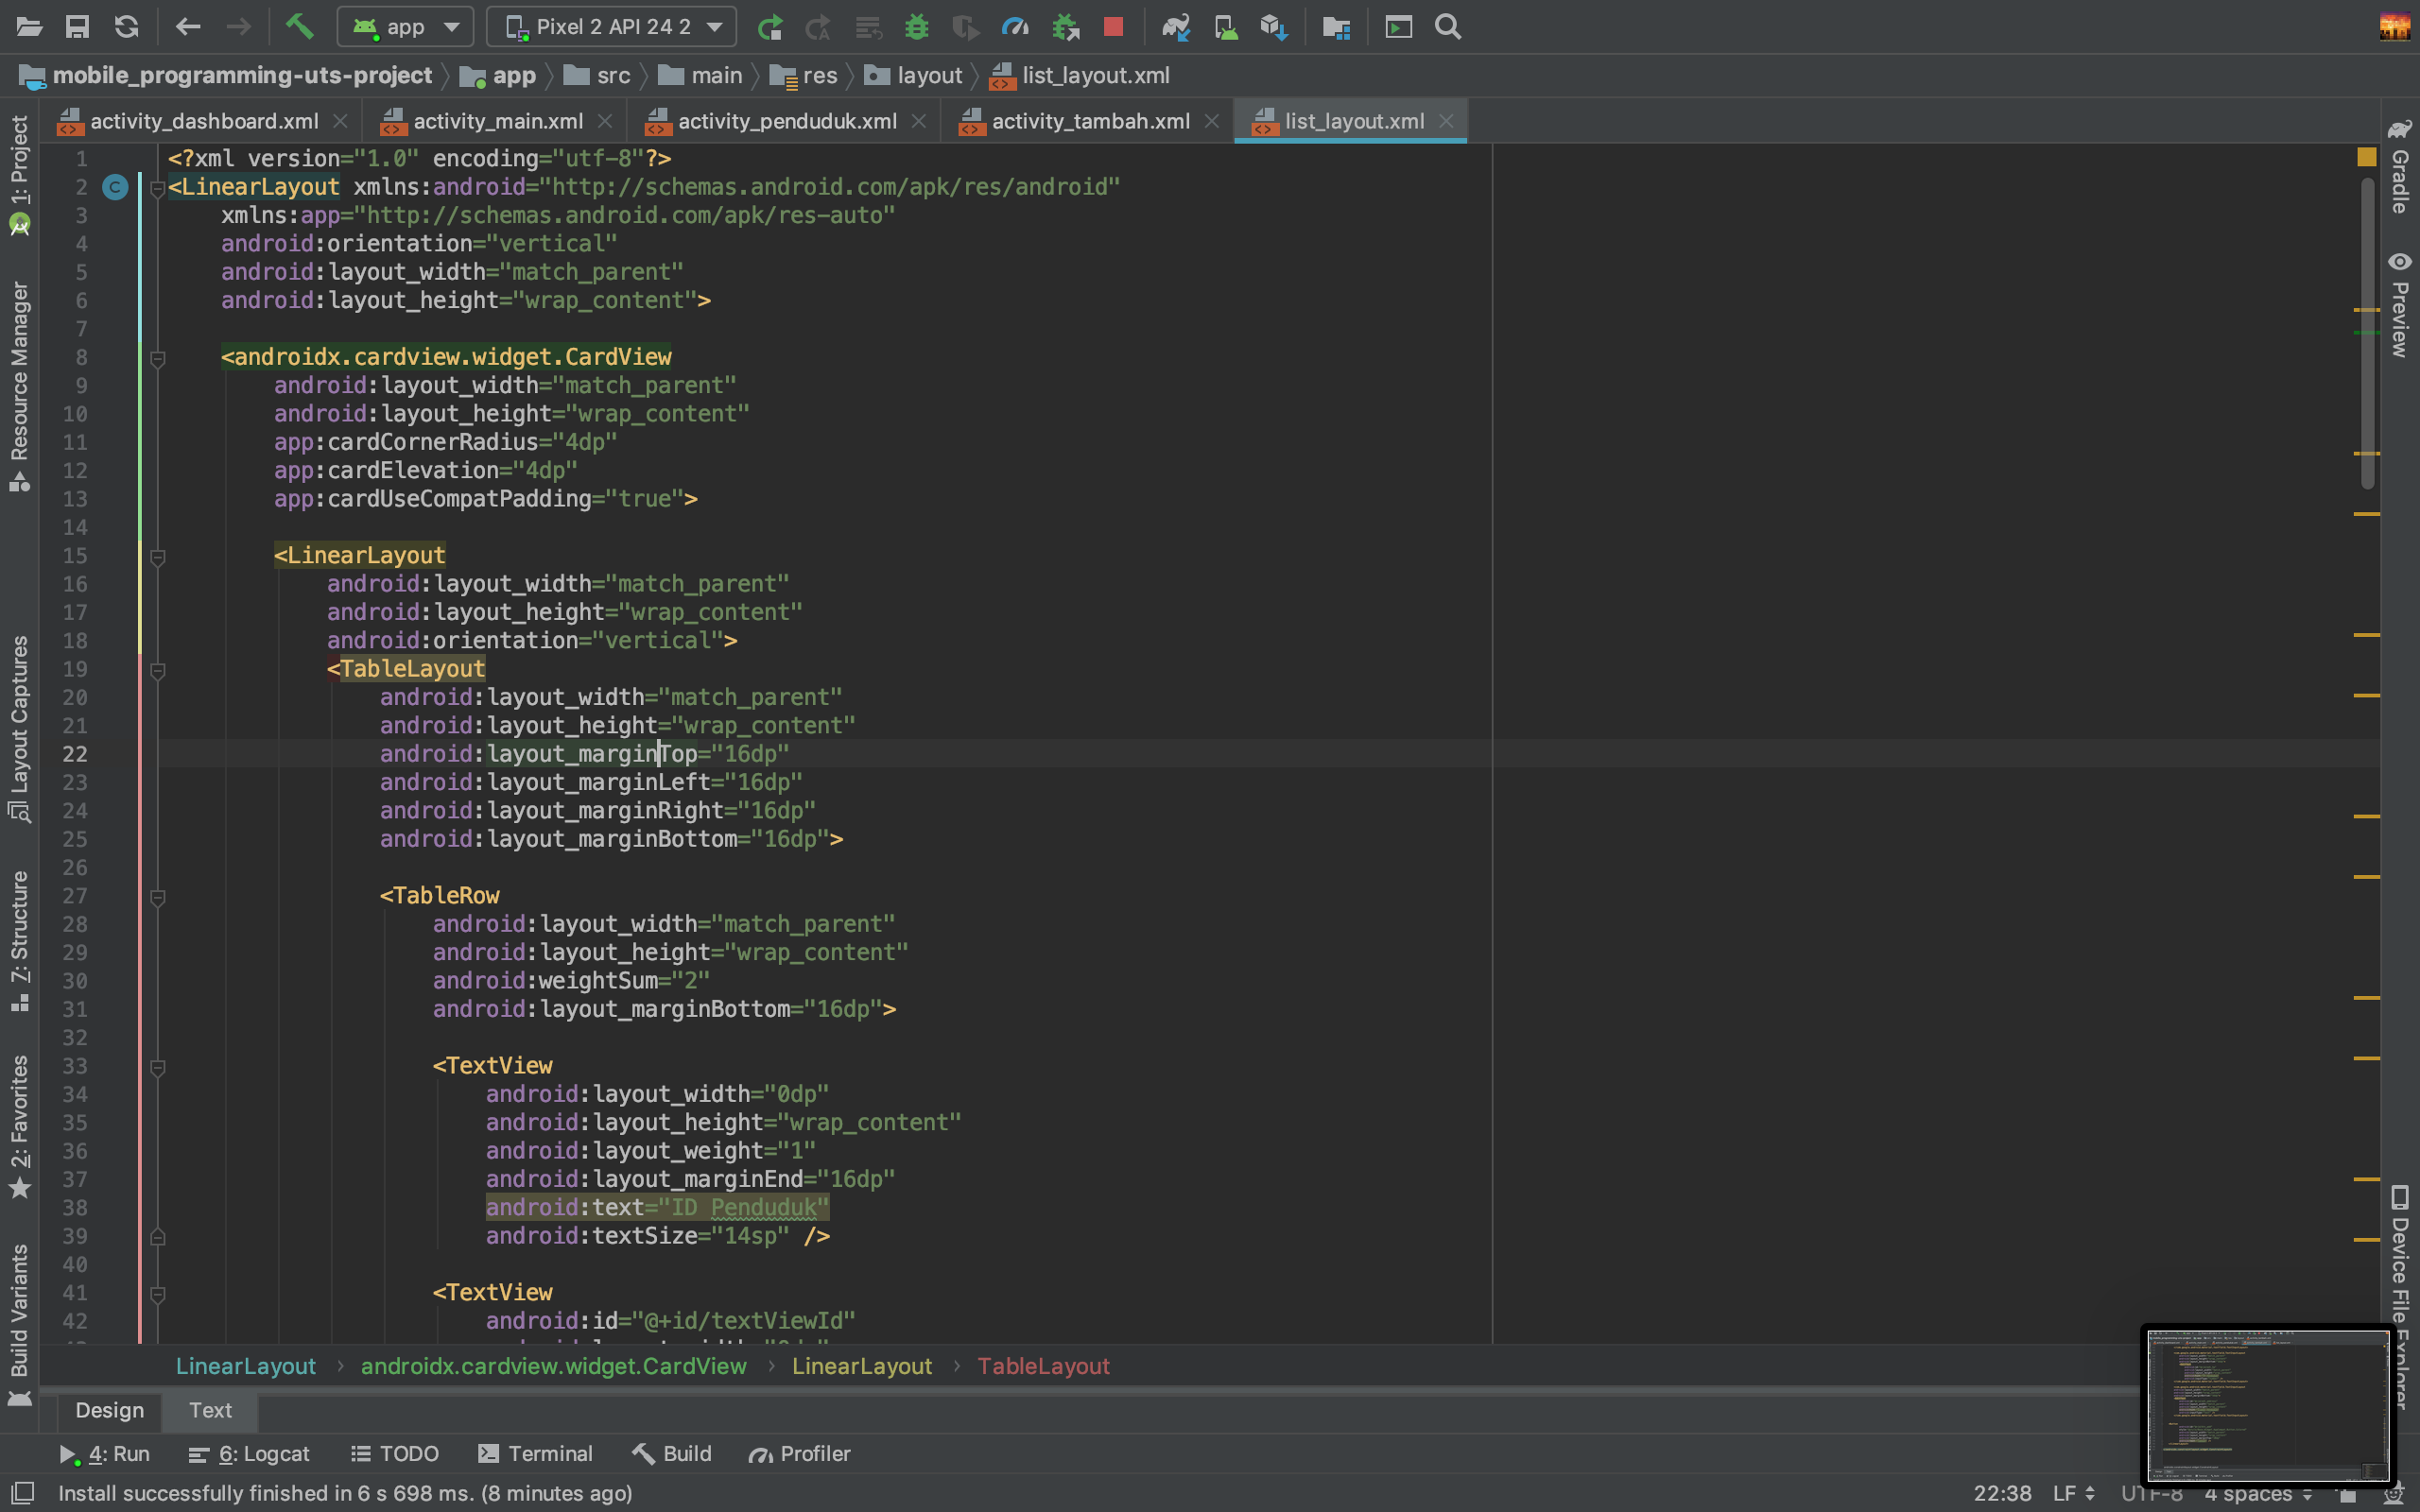 app
Pixel 2 API 24 2
mobile_programming-uts-project
app
src
main
res
layout
list_layout.xml
activity_dashboard.xml
activity_main.xml
activity_penduduk.xml
activity_tambah.xml
list_layout.xml
1: Project
Resource Manager
Layout Captures
7: Structure
2: Favorites
Build Variants
Gradle
Preview
Device File Explorer
1 <?xml version="1.0" encoding="utf-8"?>
2 C <LinearLayout xmlns:android="http://schemas.android.com/apk/res/android"
3 xmlns:app="http://schemas.android.com/apk/res-auto"
4 android:orientation="vertical"
5 android:layout_width="match_parent"
6 android:layout_height="wrap_content">
7
8 <androidx.cardview.widget.CardView
9 android:layout_width="match_parent"
10 android:layout_height="wrap_content"
11 app:cardCornerRadius="4dp"
12 app:cardElevation="4dp"
13 app:cardUseCompatPadding="true">
14
15 <LinearLayout
16 android:layout_width="match_parent"
17 android:layout_height="wrap_content"
18 android:orientation="vertical">
19 <TableLayout
20 android:layout_width="match_parent"
21 android:layout_height="wrap_content"
22 android:layout_marginTop="16dp"
23 android:layout_marginLeft="16dp"
24 android:layout_marginRight="16dp"
25 android:layout_marginBottom="16dp">
26
27 <TableRow
28 android:layout_width="match_parent"
29 android:layout_height="wrap_content"
30 android:weightSum="2"
31 android:layout_marginBottom="16dp">
32
33 <TextView
34 android:layout_width="0dp"
35 android:layout_height="wrap_content"
36 android:layout_weight="1"
37 android:layout_marginEnd="16dp"
38 android:text="ID Penduduk"
39 android:textSize="14sp" />
40
41 <TextView
42 android:id="@+id/textViewId"
LinearLayout
androidx.cardview.widget.CardView
LinearLayout
TableLayout
Design
Text
4: Run
6: Logcat
TODO
Terminal
Build
Profiler
Install successfully finished in 6 s 698 ms. (8 minutes ago)
22:38
LF
UTF-8
4 spaces